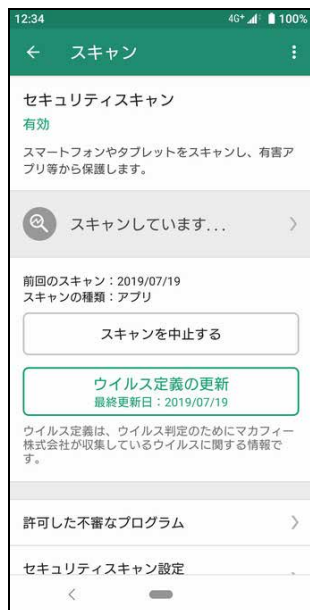 12:34
4G+
100%
スキャン
セキュリティスキャン
有効
スマートフォンやタブレットをスキャンし、有害ア
プリ等から保護します。
スキャンしています...
前回のスキャン：2019/07/19
スキャンの種類：アプリ
スキャンを中止する
ウイルス定義の更新
最終更新日：2019/07/19
ウイルス定義は、ウイルス判定のためにマカフィー
株式会社が収集しているウイルスに関する情報で
す。
許可した不審なプログラム
セキュリティスキャン設定